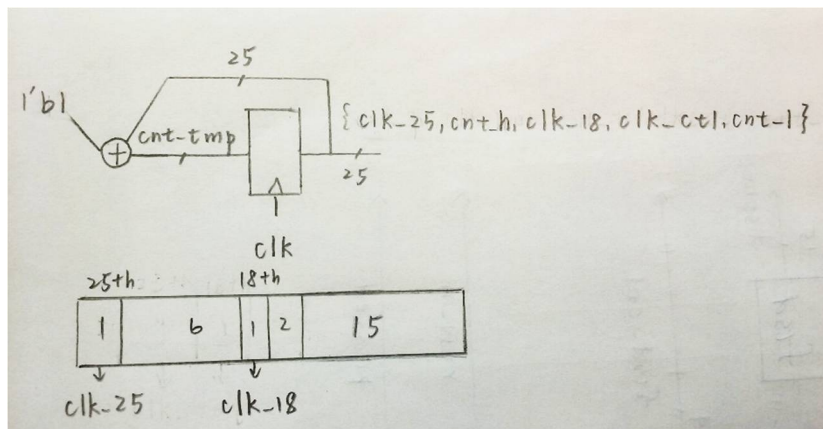 25
1'b1
cnt-tmp
{clk-25, cnt-h, clk-18, clk-ctl, cnt-l}
25
clk
25th 18th
1 6 1 2 15
clk-25 clk-18